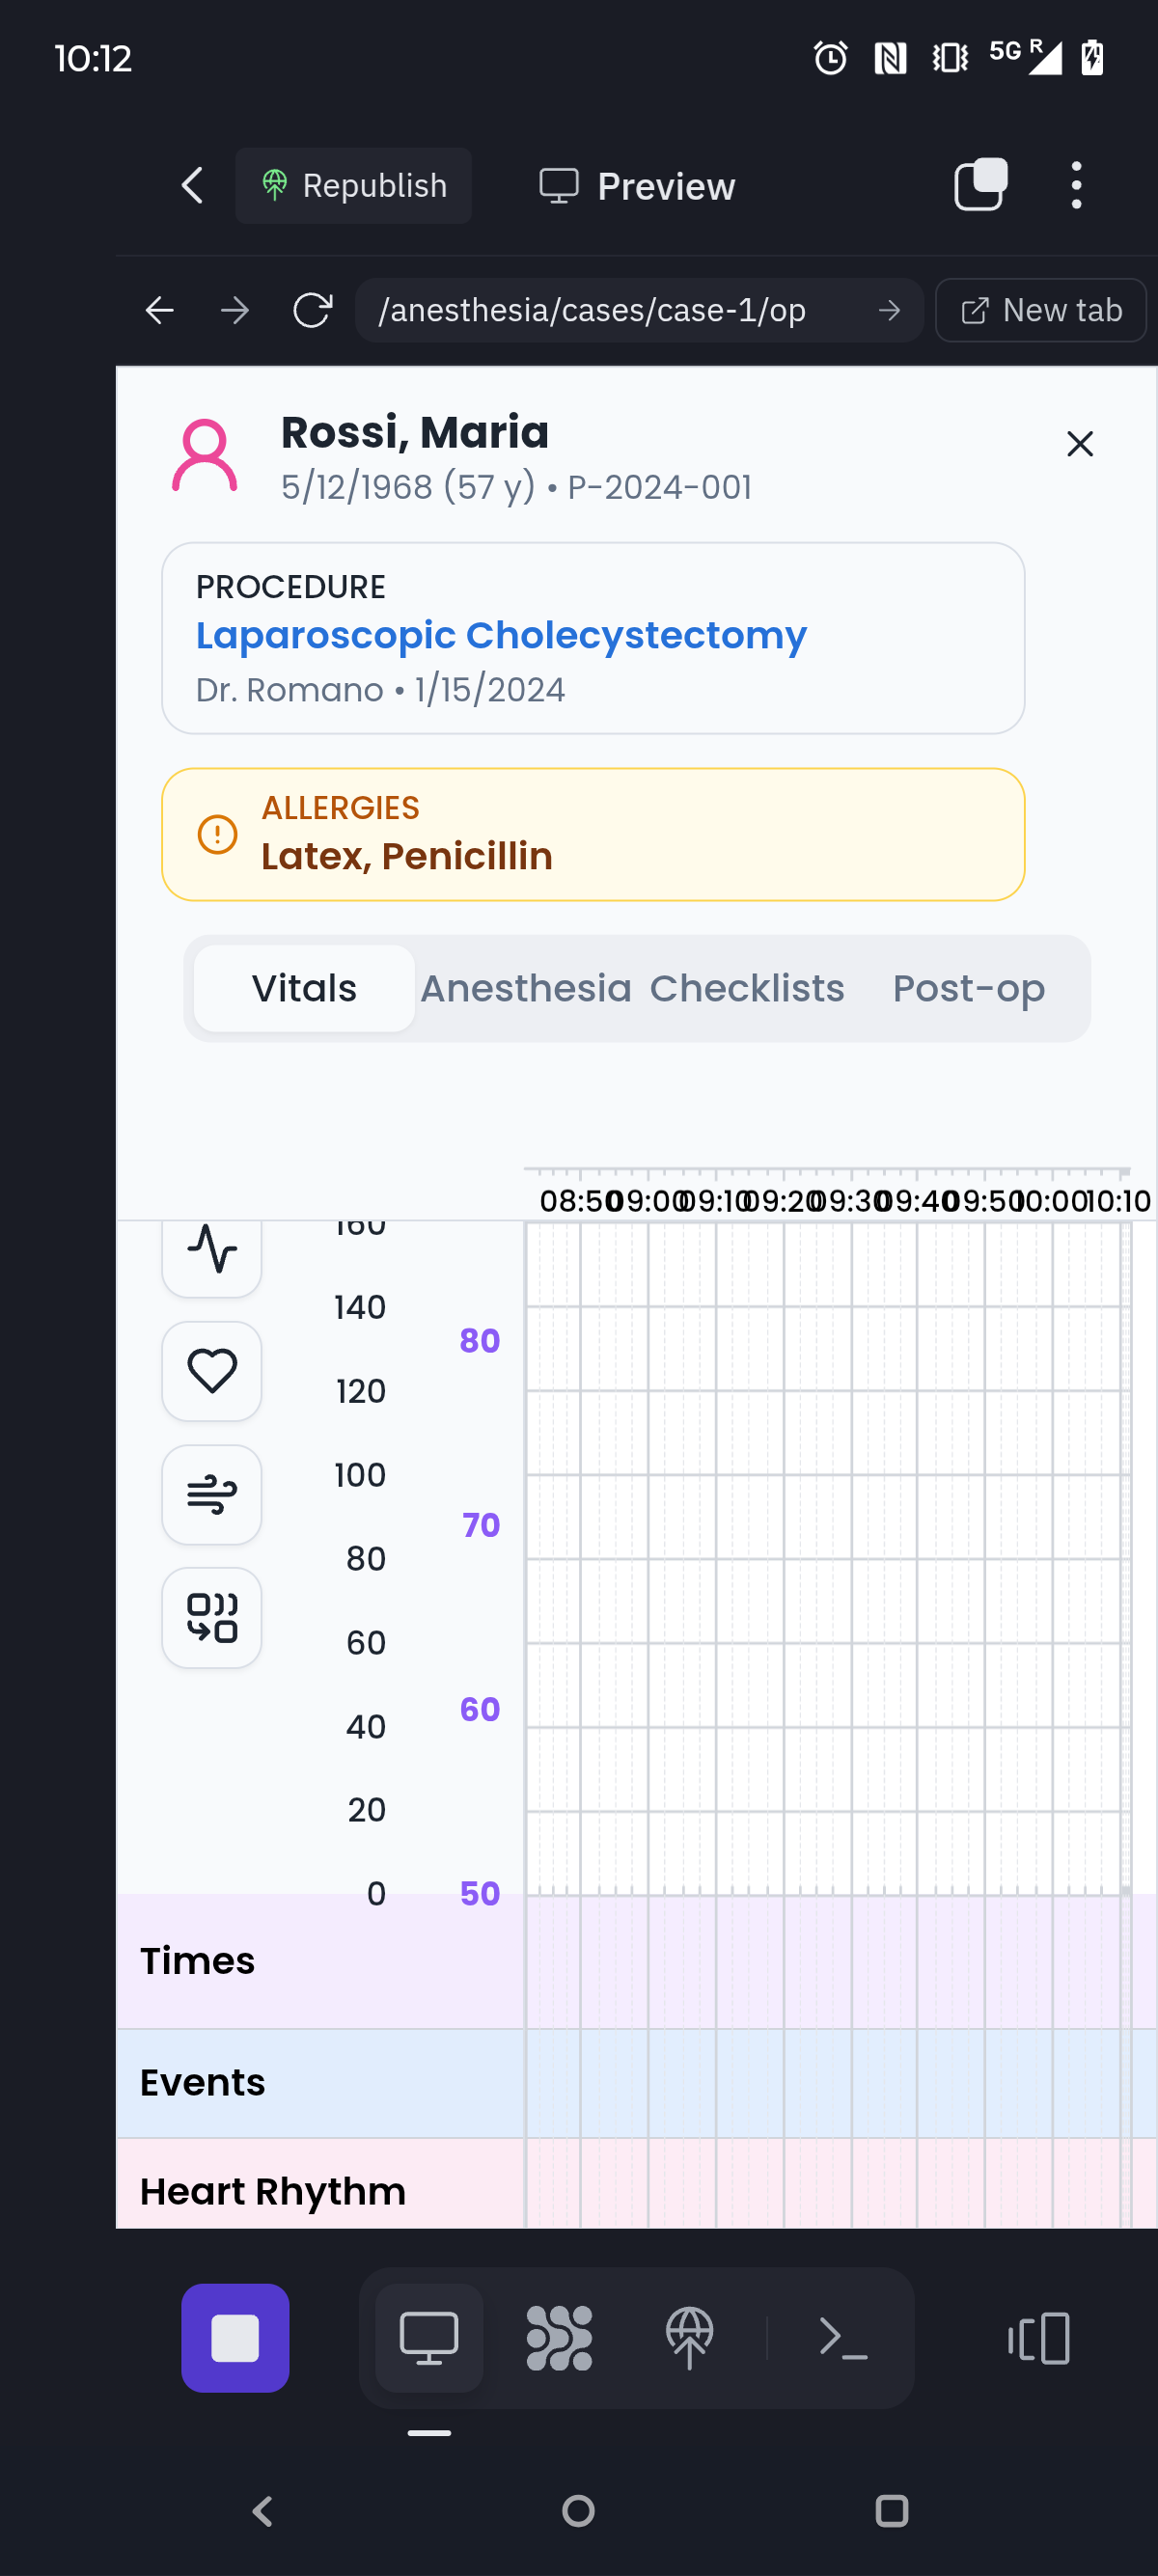 10:12
5G R
Republish
Preview
/anesthesia/cases/case-1/op
New tab
Rossi, Maria
5/12/1968 (57 y) • P-2024-001
PROCEDURE
Laparoscopic Cholecystectomy
Dr. Romano • 1/15/2024
ALLERGIES
Latex, Penicillin
Vitals Anesthesia Checklists Post-op
08:50 09:00 09:10 09:20 09:30 09:40 09:50 10:00 10:10
160
140
80
120
100
70
80
60
60
40
20
0 50
Times
Events
Heart Rhythm